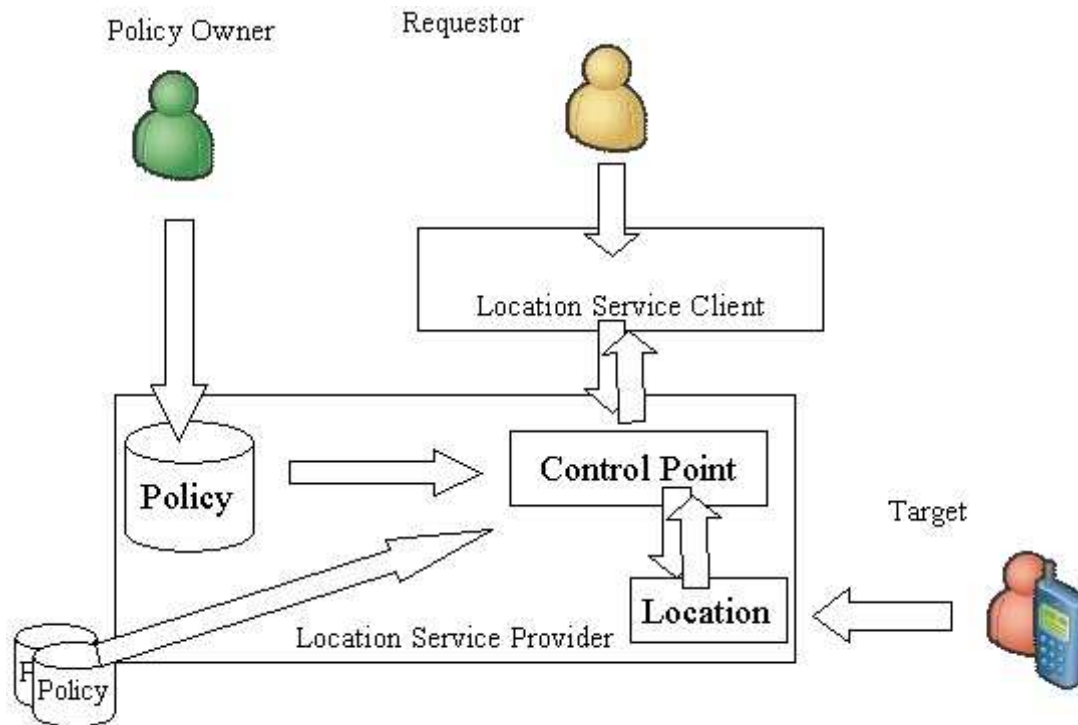 Policy Owner
Requestor
Location Service Client
Policy
Control Point
Target
Location
Location Service Provider
Policy